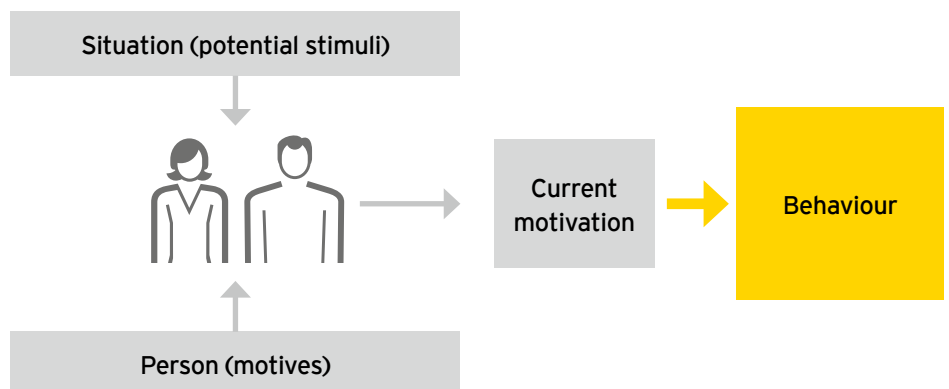 Situation (potential stimuli)
Current
motivation
Behaviour
Person (motives)